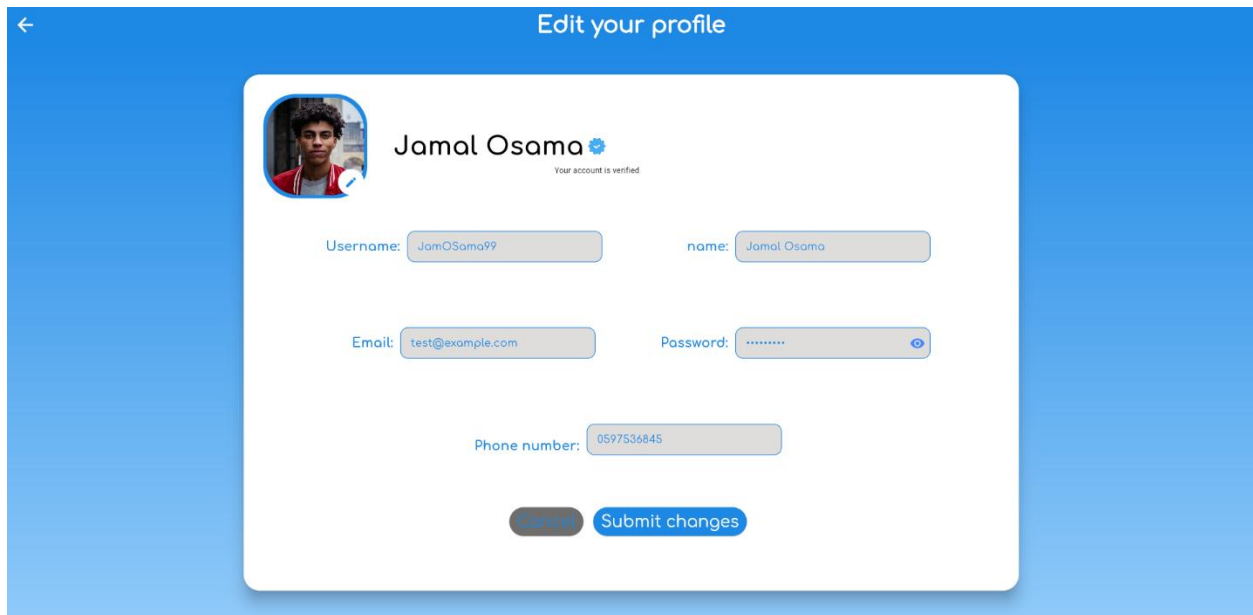 Edit your profile
Jamal Osama
Your account is verified
Username: JamOSama99 name: Jamal Osama
Email: test@example.com Password: •••••••••
Phone number: 0597536845
Cancel Submit changes